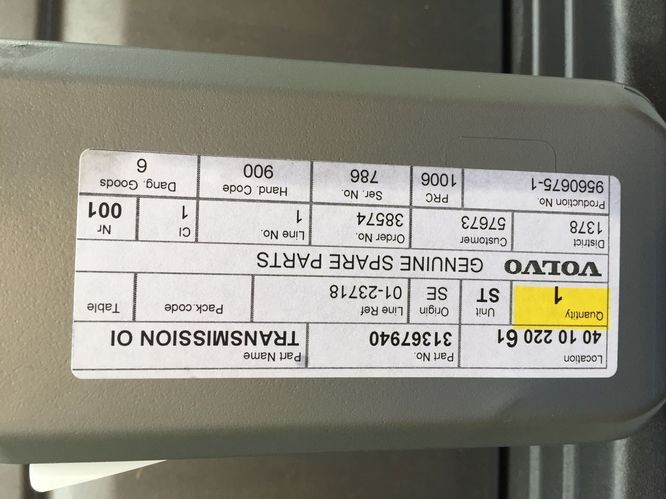 Location Part No. Part Name
40 10 220 61 31367940 TRANSMISSION OI
Quantity Unit Origin Line Ref Pack.code Table
1 ST SE 01-23718
VOLVO GENUINE SPARE PARTS
District Customer Order No. Line No. CI Nr
1378 57673 38574 1 1 001
Production No. PRC Ser. No. Hand. Code Dang. Goods
9560675-1 1006 786 900 6